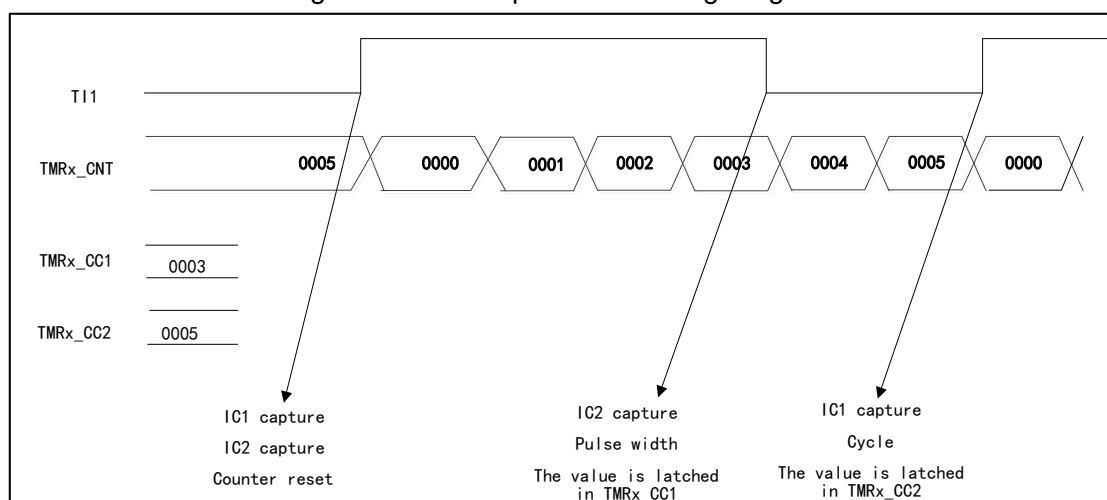 TI1
TMRx_CNT
0005 0000 0001 0002 0003 0004 0005 0000
TMRx_CC1 0003
TMRx_CC2 0005
IC1 capture
IC2 capture
Counter reset
IC2 capture
Pulse width
The value is latched
in TMRx_CC1
IC1 capture
Cycle
The value is latched
in TMRx_CC2